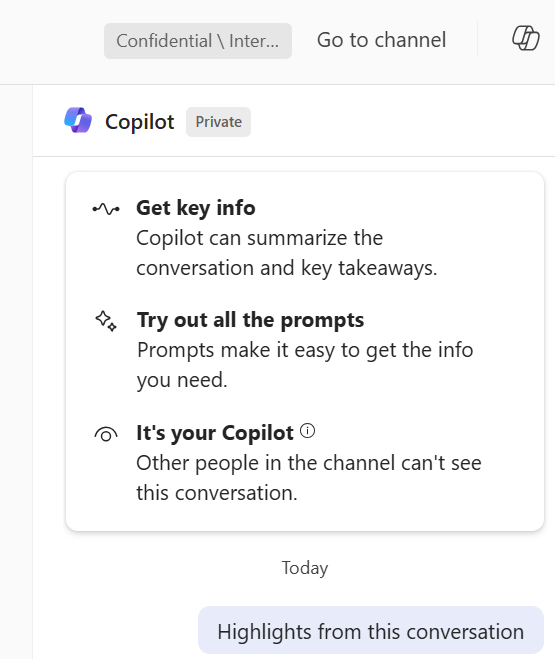 Confidential \ Inter... Go to channel
Copilot Private
Get key info
Copilot can summarize the
conversation and key takeaways.
Try out all the prompts
Prompts make it easy to get the info
you need.
It's your Copilot
Other people in the channel can't see
this conversation.
Today
Highlights from this conversation